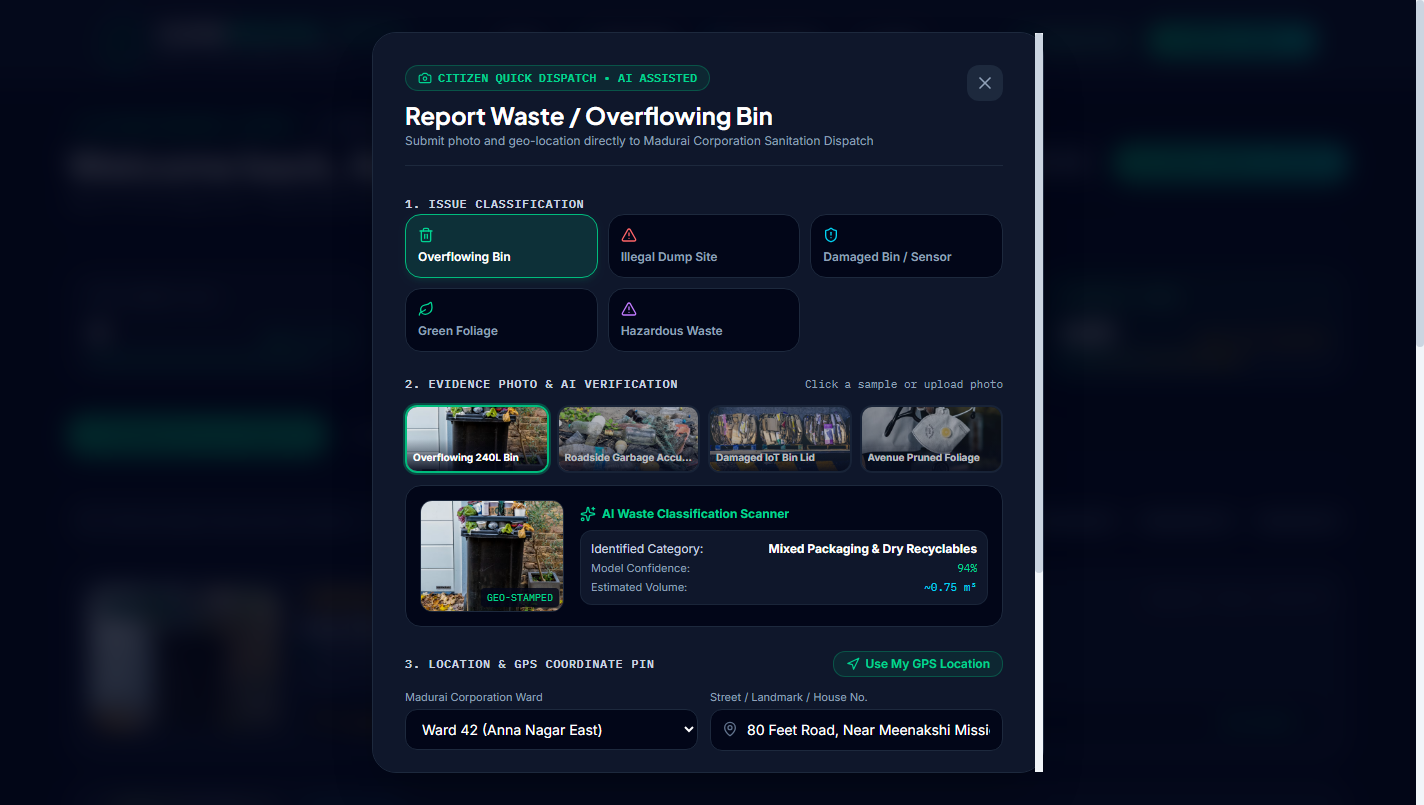 CITIZEN QUICK DISPATCH • AI ASSISTED
Report Waste / Overflowing Bin
Submit photo and geo-location directly to Madurai Corporation Sanitation Dispatch
1. ISSUE CLASSIFICATION
Overflowing Bin
Illegal Dump Site
Damaged Bin / Sensor
Green Foliage
Hazardous Waste
2. EVIDENCE PHOTO & AI VERIFICATION
Click a sample or upload photo
Overflowing 240L Bin
Roadside Garbage Accu...
Damaged IoT Bin Lid
Avenue Pruned Foliage
GEO-STAMPED
AI Waste Classification Scanner
Identified Category: Mixed Packaging & Dry Recyclables
Model Confidence: 94%
Estimated Volume: ~0.75 m³
3. LOCATION & GPS COORDINATE PIN
Use My GPS Location
Madurai Corporation Ward
Street / Landmark / House No.
Ward 42 (Anna Nagar East)
80 Feet Road, Near Meenakshi Missi